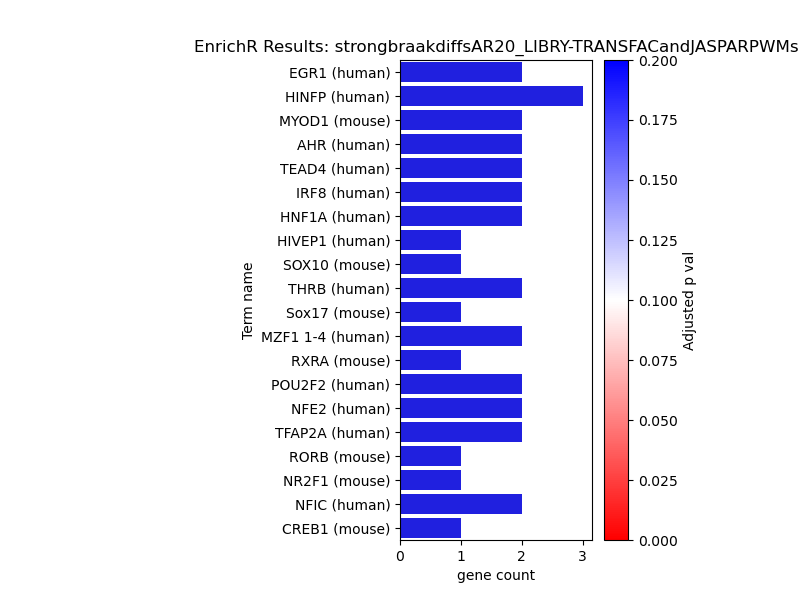 EnrichR Results: strongbraakdiffsAR20_LIBRY-TRANSFACandJASPARPWMs
Term name
EGR1 (human)
HINFP (human)
MYOD1 (mouse)
AHR (human)
TEAD4 (human)
IRF8 (human)
HNF1A (human)
HIVEP1 (human)
SOX10 (mouse)
THRB (human)
Sox17 (mouse)
MZF1 1-4 (human)
RXRA (mouse)
POU2F2 (human)
NFE2 (human)
TFAP2A (human)
RORB (mouse)
NR2F1 (mouse)
NFIC (human)
CREB1 (mouse)
0 1 2 3
gene count
0.200
0.175
0.150
0.125
0.100
0.075
0.050
0.025
0.000
Adjusted p val